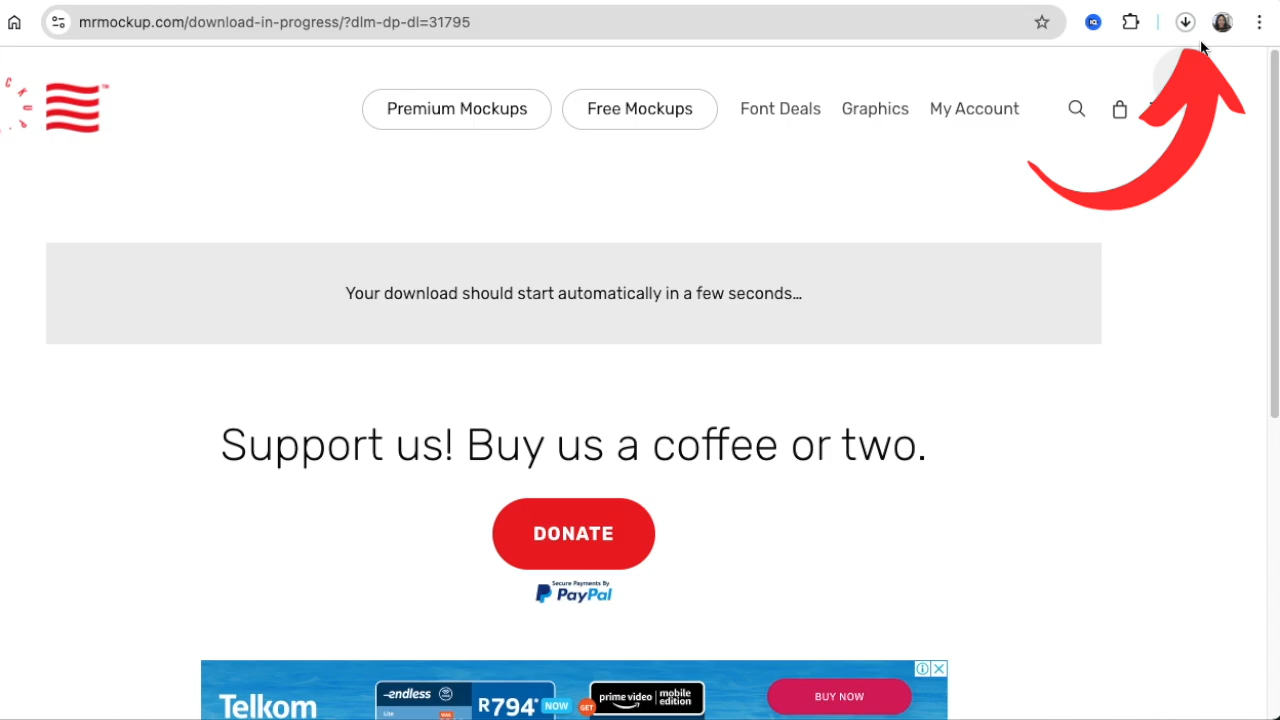 mrmockup.com/download-in-progress/?dlm-dp-dl=31795
Premium Mockups
Free Mockups
Font Deals
Graphics
My Account
Your download should start automatically in a few seconds...
Support us! Buy us a coffee or two.
DONATE
Secure Payments By
PayPal
Telkom
endless
Lite
R794*
NOW
GET
prime video | mobile edition
BUY NOW